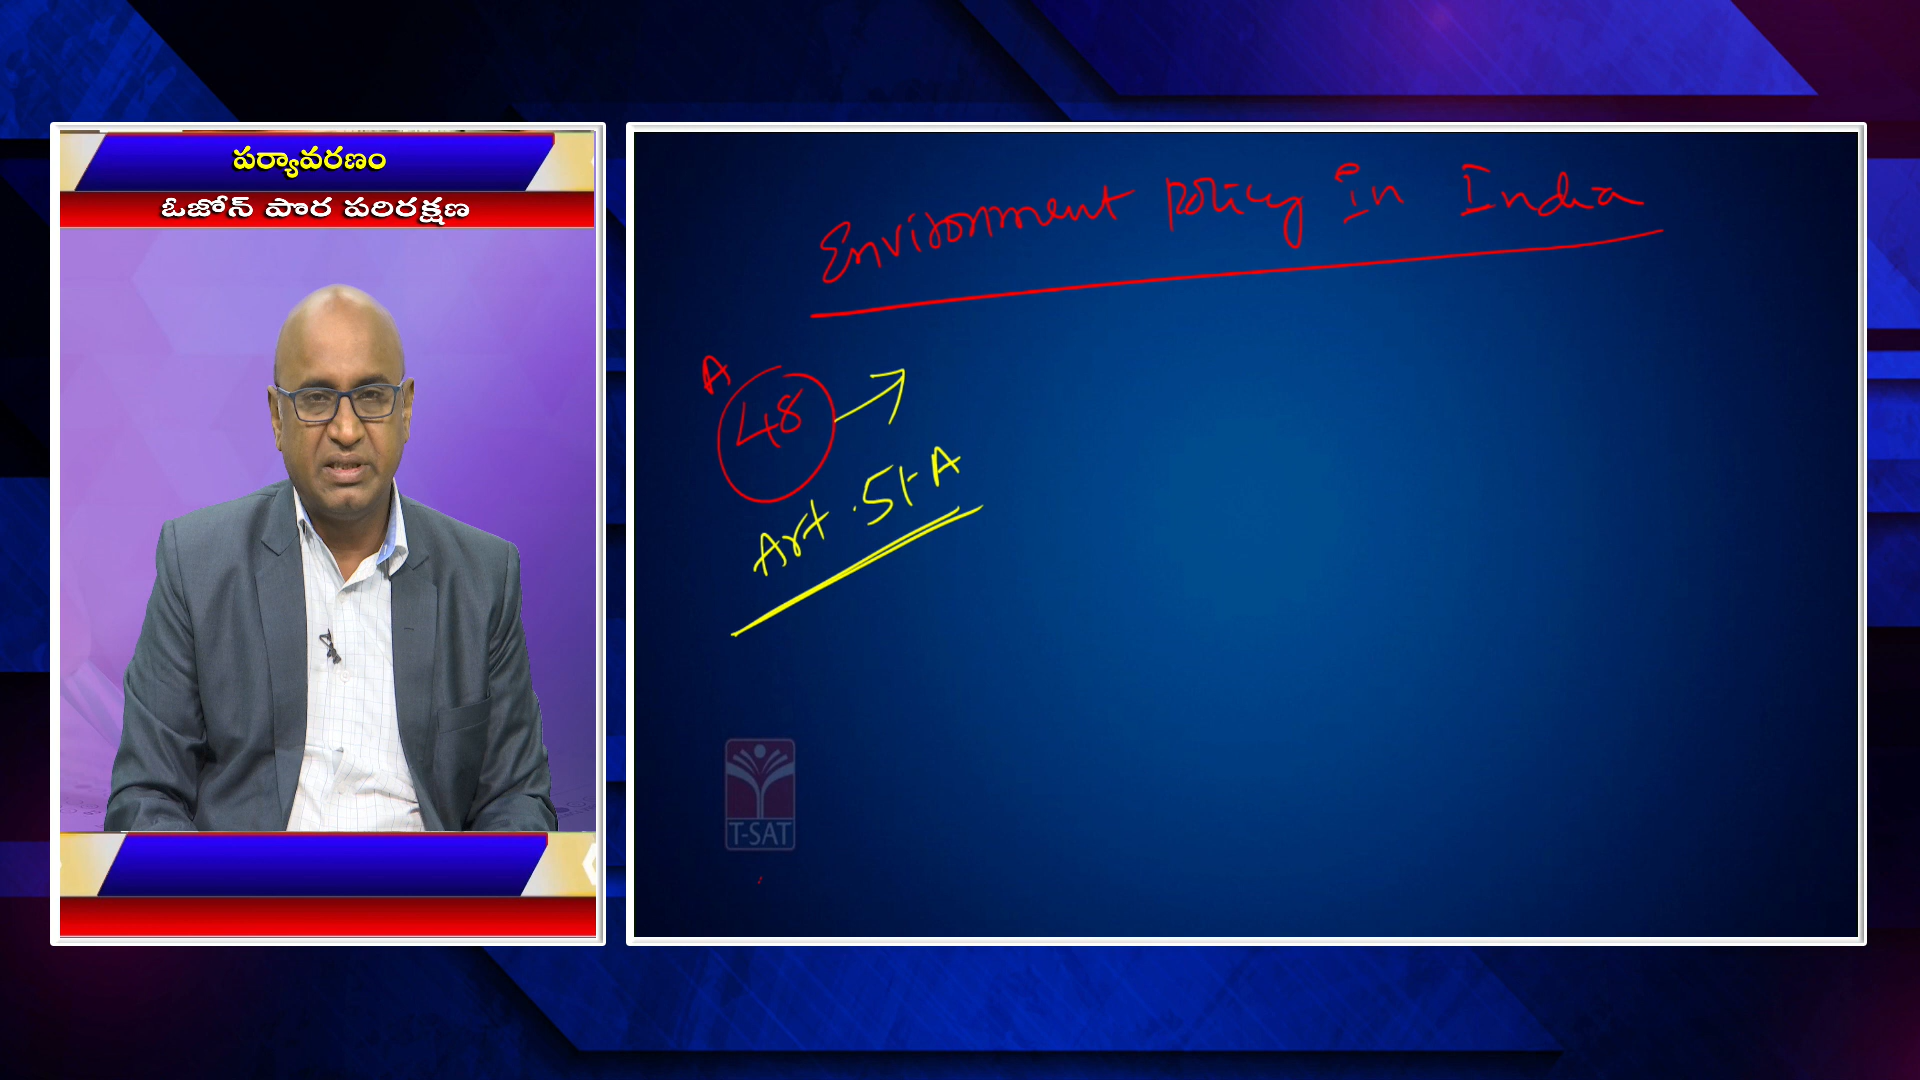 పర్యావరణం
ఓజోన్ పొర పరిరక్షణ
Environment Policy in India
A
48
Art. 51-A
T-SAT